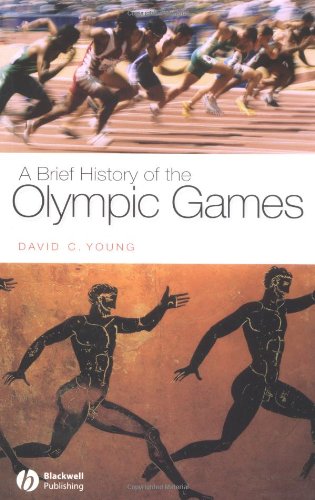 A Brief History of the
Olympic Games
DAVID C. YOUNG
Blackwell
Publishing